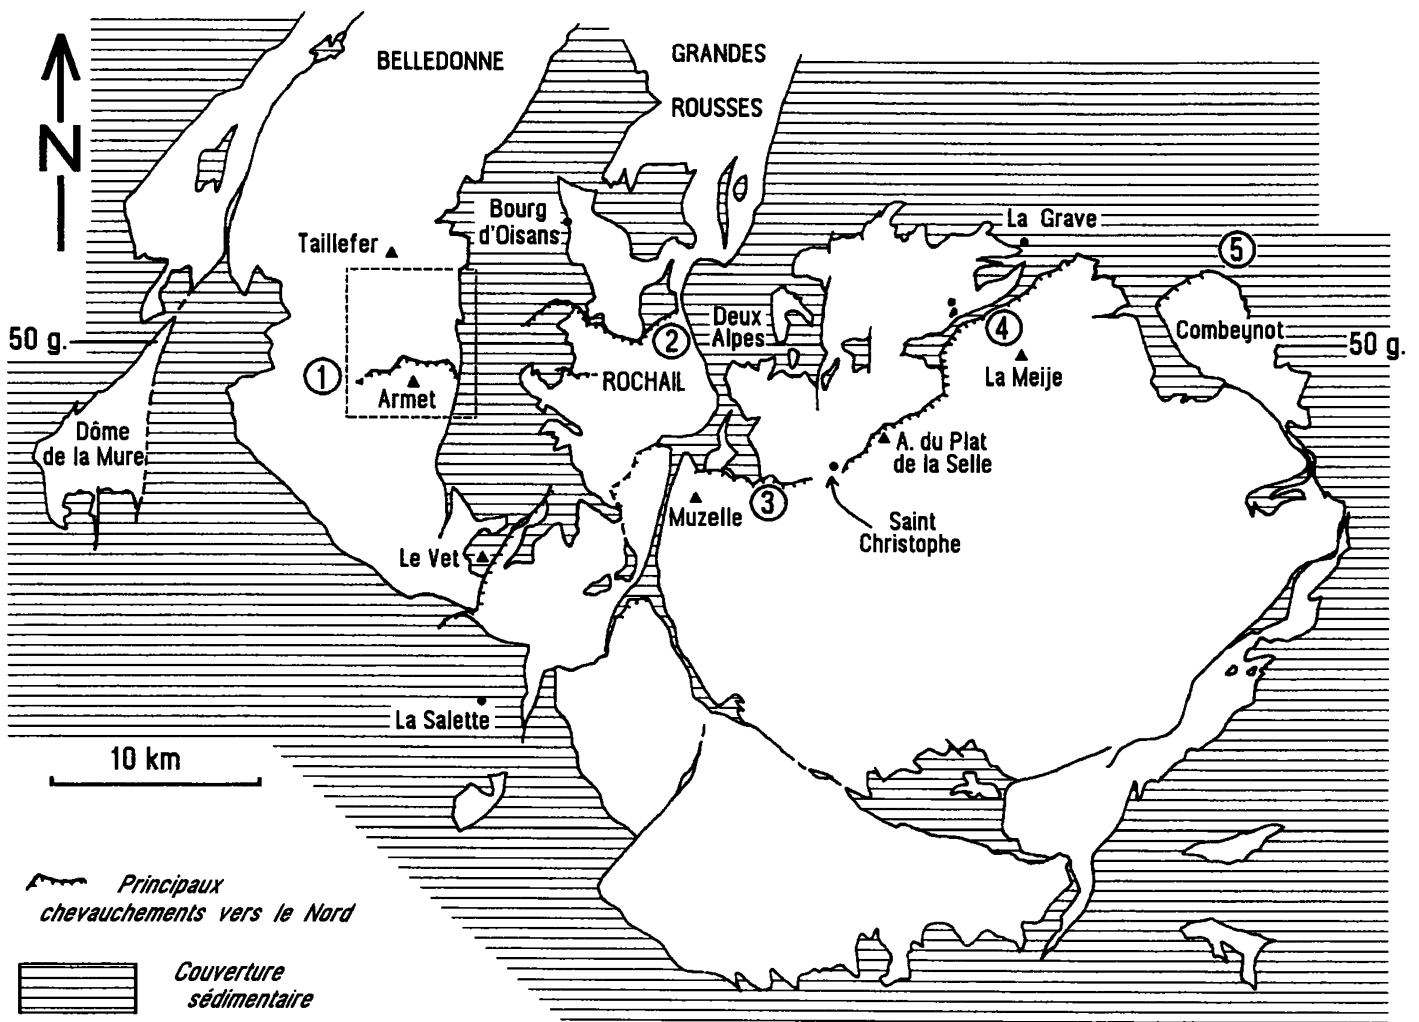 BELLEDONNE
GRANDES
ROUSSES
N
Bourg
d'Oisans
La Grave
Taillefer
5
50 g.
Deux
Alpes
2
4
Combeynot
50 g.
1
ROCHAIL
La Meije
Armet
Dôme
de la Mure
A. du Plat
de la Selle
3
Muzelle
Saint
Christophe
Le Vet
La Salette
10 km
Principaux
chevauchements vers le Nord
Couverture
sédimentaire